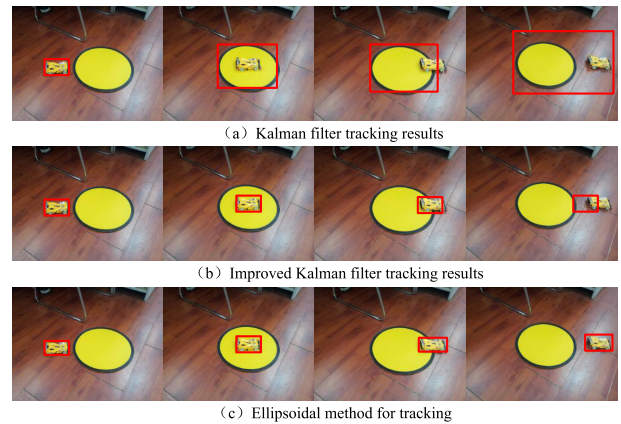 （a）Kalman filter tracking results
（b）Improved Kalman filter tracking results
（c）Ellipsoidal method for tracking